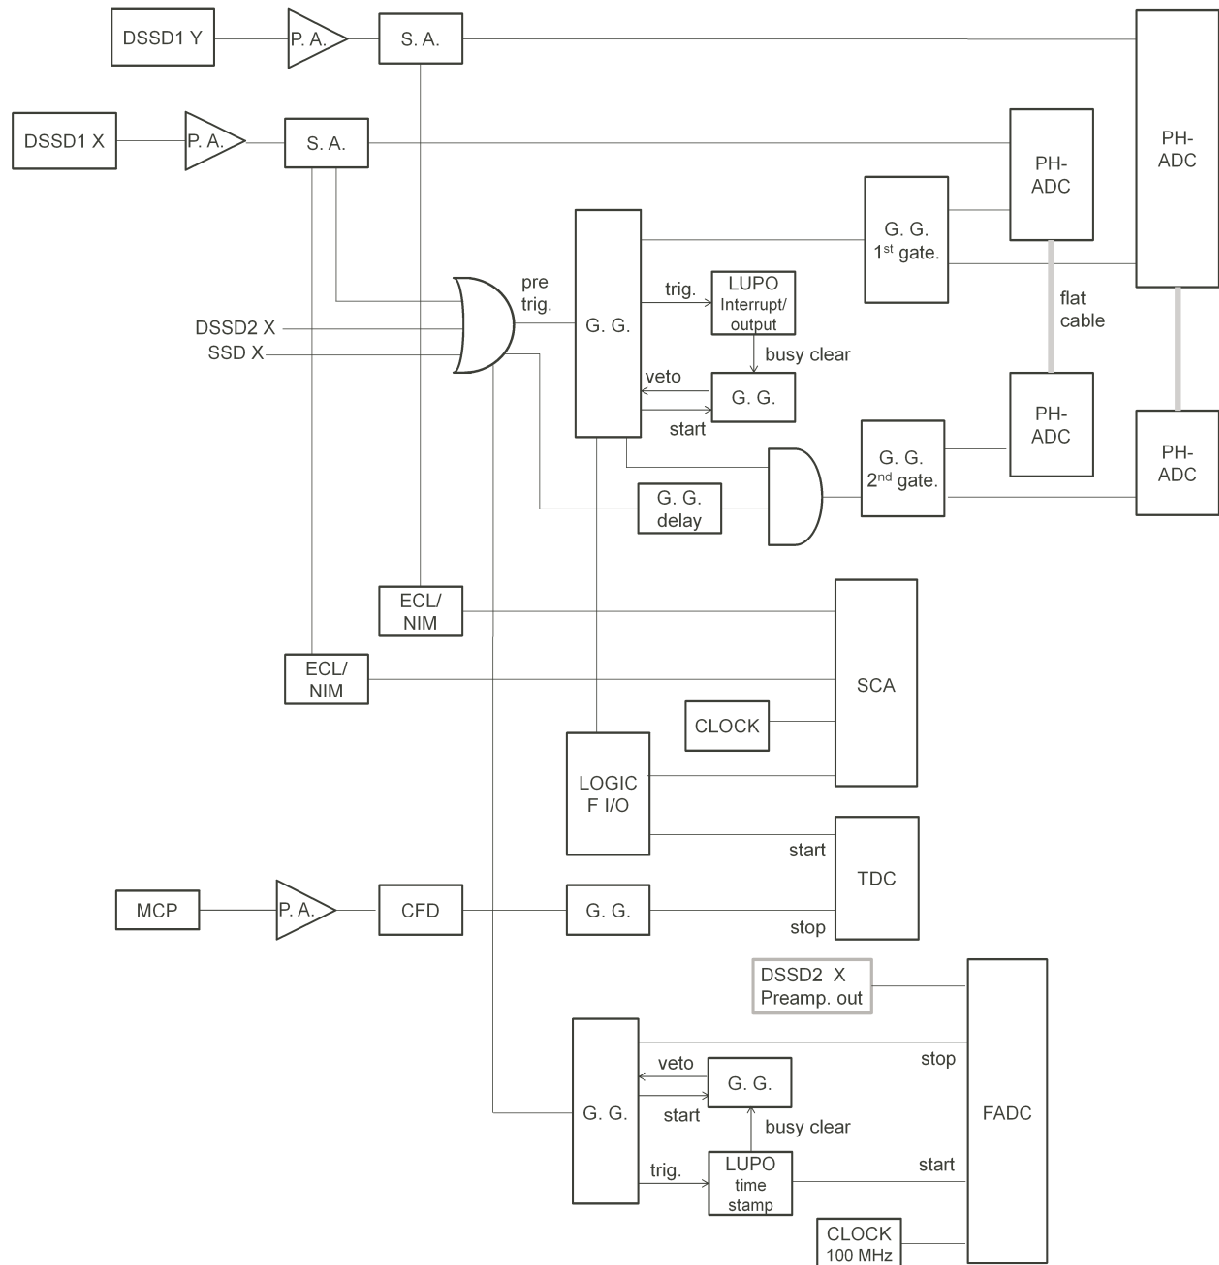 DSSD1 Y
P. A.
S. A.
DSSD1 X
P. A.
S. A.
PH-
ADC
PH-
ADC
G. G.
1st gate.
pre
trig.
G. G.
trig.
LUPO
Interrupt/
output
flat
cable
DSSD2 X
SSD X
busy clear
veto
G. G.
start
PH-
ADC
PH-
ADC
G. G.
2nd gate.
G. G.
delay
ECL/
NIM
ECL/
NIM
SCA
CLOCK
LOGIC
F I/O
start
TDC
MCP
P. A.
CFD
G. G.
stop
DSSD2 X
Preamp. out
stop
veto
G. G.
G. G.
start
busy clear
FADC
trig.
LUPO
time
stamp
start
CLOCK
100 MHz